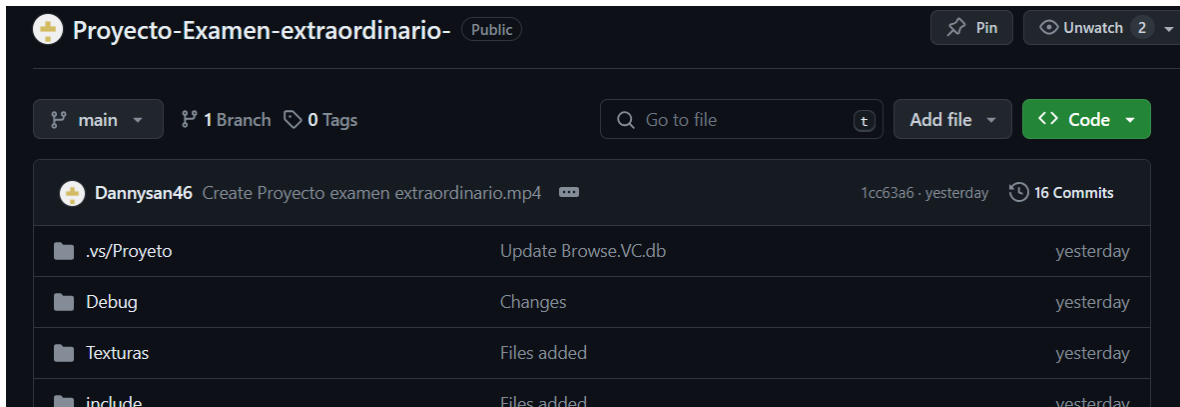 Proyecto-Examen-extraordinario- Public Pin Unwatch 2
main 1 Branch 0 Tags Go to file t Add file Code
Dannysan46 Create Proyecto examen extraordinario.mp4 1cc63a6 · yesterday 16 Commits
.vs/Proyeto Update Browse.VC.db yesterday
Debug Changes yesterday
Texturas Files added yesterday
include Files added yesterday